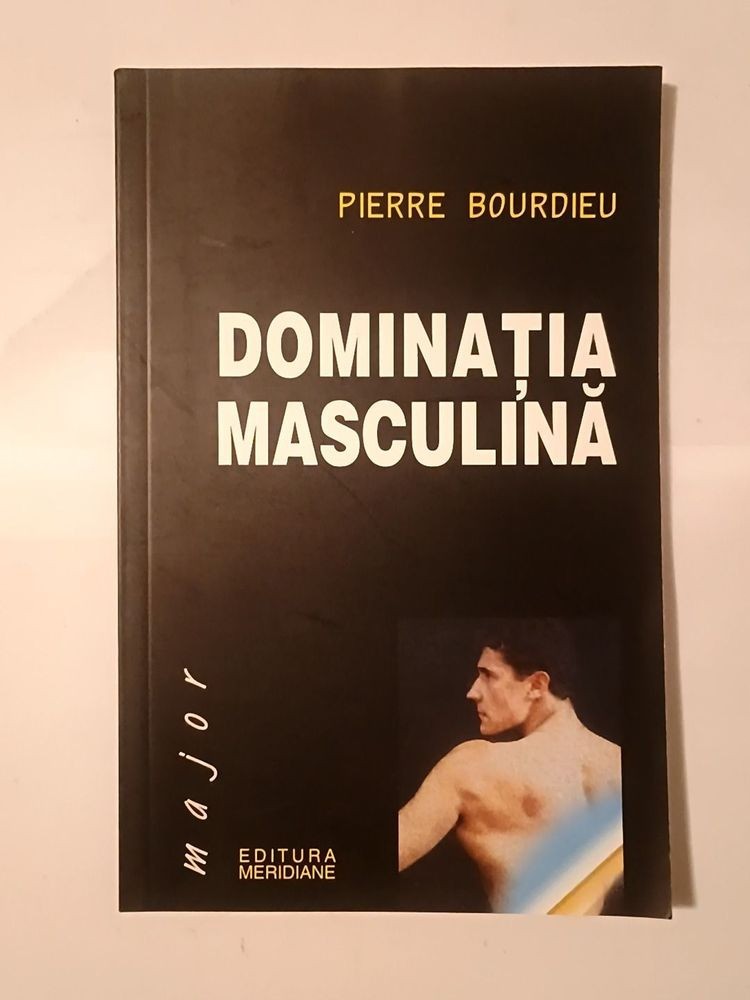 PIERRE BOURDIEU
DOMINAȚIA
MASCULINĂ
major
EDITURA
MERIDIANE